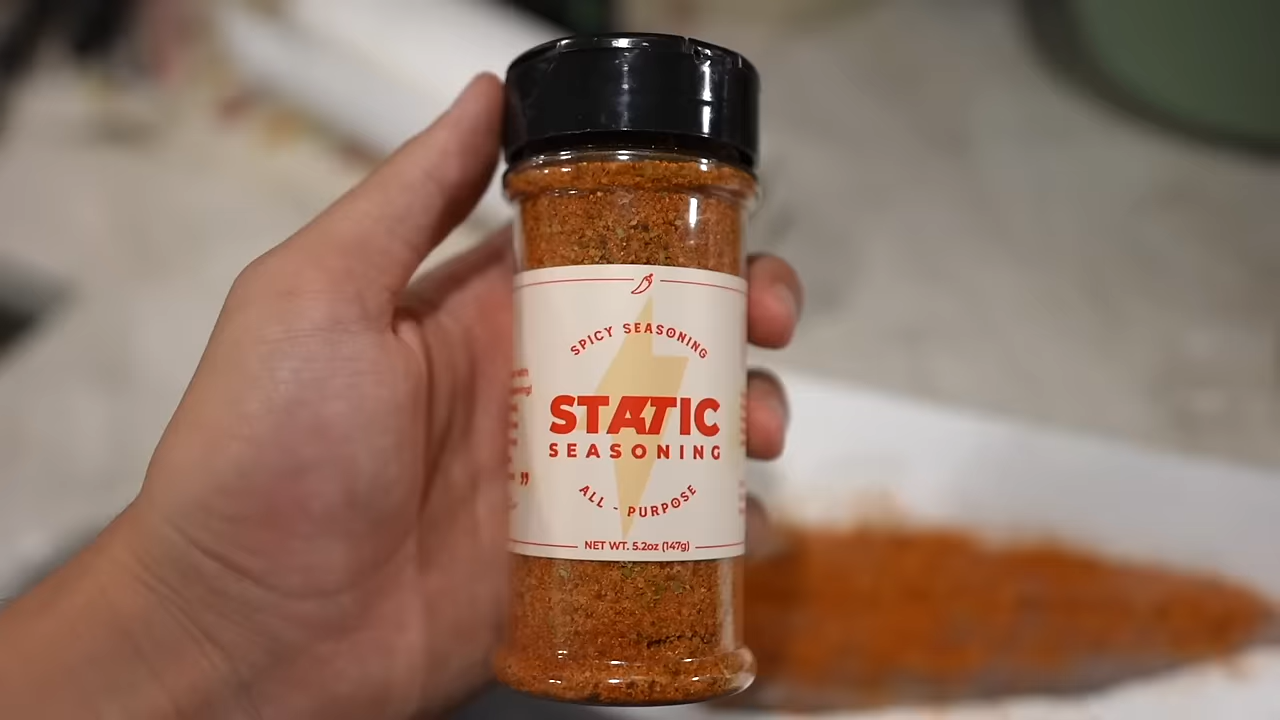 SPICY SEASONING
STATIC
SEASONING
ALL - PURPOSE
NET WT. 5.2oz (147g)